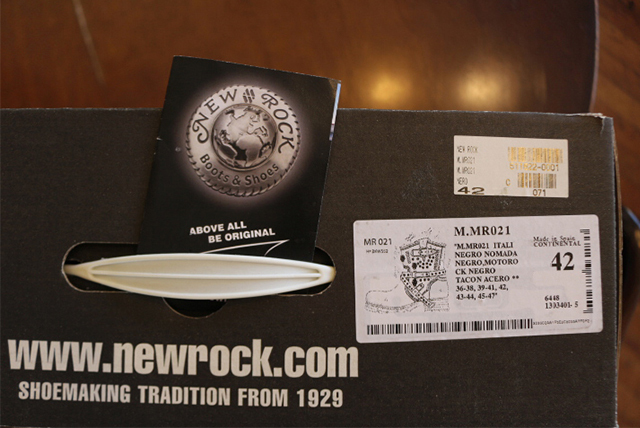 NEW ROCK
Boots & Shoes
ABOVE ALL
BE ORIGINAL
NEW ROCK
M.MR021
42
0
071
MR 021
M.MR021
"M.MR021 ITALI
NEGRO NOMADA
NEGRO,MOTORO
CK NEGRO
TACON ACERO **
36-38, 39-41, 42,
43-44, 45-47"
Made in Spain
CONTINENTAL
42
6448
1303401- 5
www.newrock.com
SHOEMAKING TRADITION FROM 1929